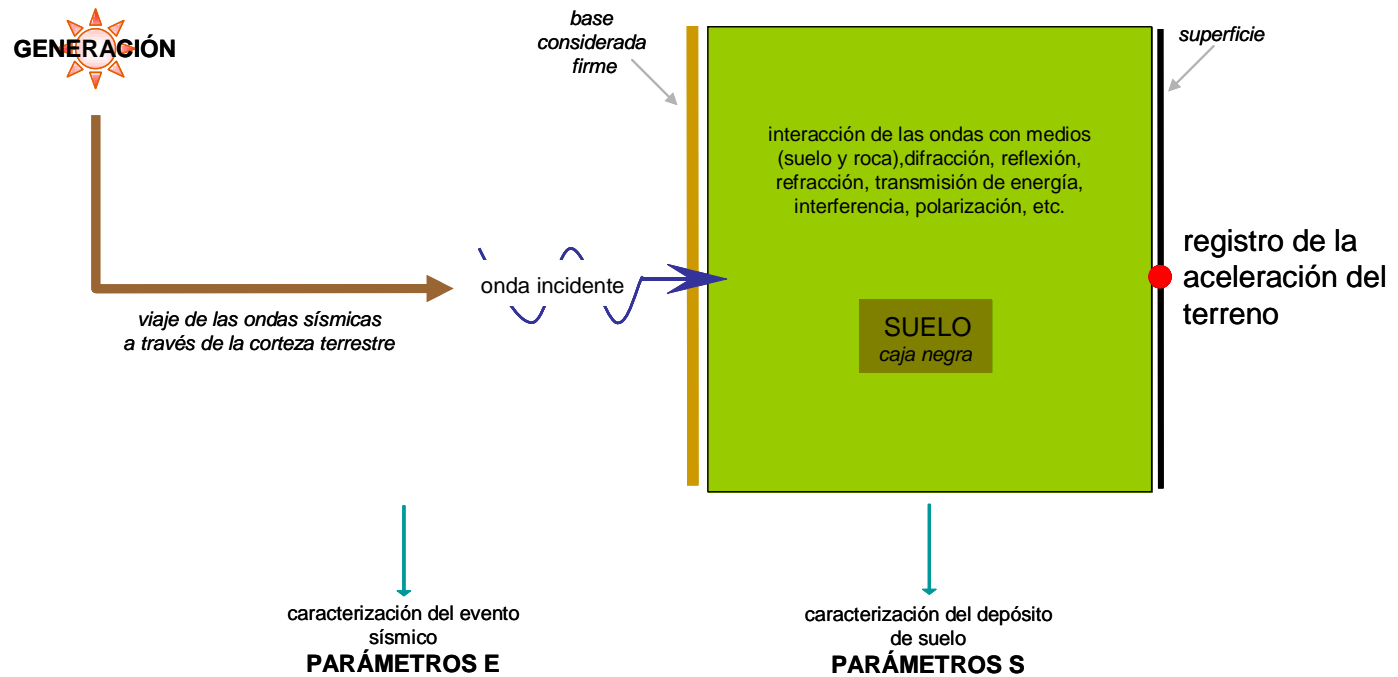 GENERACIÓN
viaje de las ondas sísmicas
a través de la corteza terrestre
onda incidente
base
considerada
firme
interacción de las ondas con medios
(suelo y roca),difracción, reflexión,
refracción, transmisión de energía,
interferencia, polarización, etc.
SUELO
caja negra
superficie
registro de la
aceleración del
terreno
caracterización del evento
sísmico
PARÁMETROS E
caracterización del depósito
de suelo
PARÁMETROS S